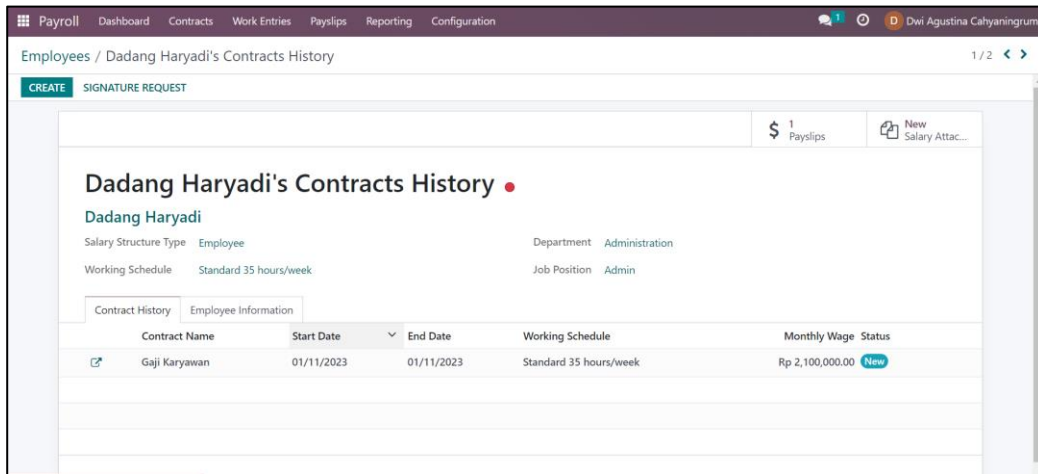 Payroll Dashboard Contracts Work Entries Payslips Reporting Configuration 1 D Dwi Agustina Cahyaningrum
Employees / Dadang Haryadi's Contracts History 1 / 2
CREATE SIGNATURE REQUEST
1 Payslips
New Salary Attac...
Dadang Haryadi's Contracts History
Dadang Haryadi
Salary Structure Type Employee Department Administration
Working Schedule Standard 35 hours/week Job Position Admin
Contract History Employee Information
Contract Name Start Date End Date Working Schedule Monthly Wage Status
Gaji Karyawan 01/11/2023 01/11/2023 Standard 35 hours/week Rp 2,100,000.00 New